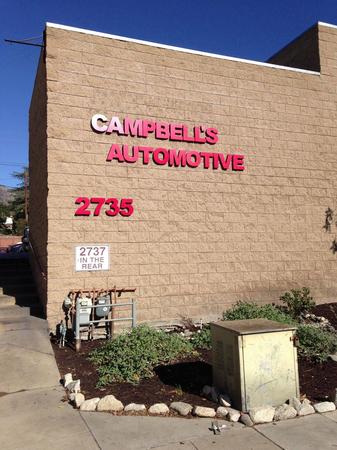 CAMPBELL'S
AUTOMOTIVE
2735
2737
IN THE
REAR